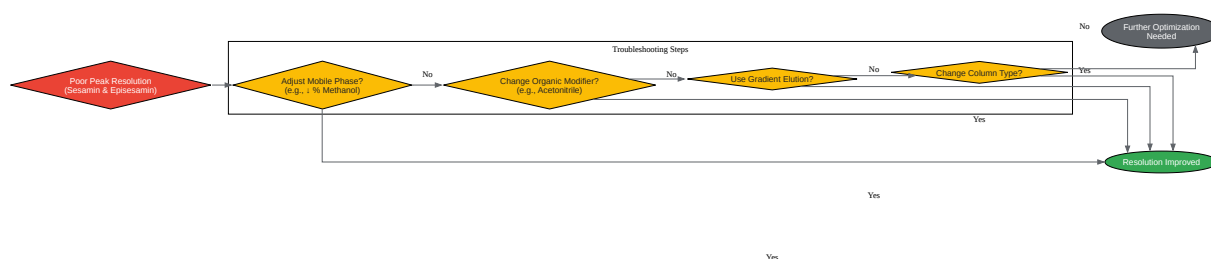 No
Further Optimization
Needed
Troubleshooting Steps
Poor Peak Resolution
(Sesamin & Episesamin)
Adjust Mobile Phase?
(e.g., ↓ % Methanol)
No
Change Organic Modifier?
(e.g., Acetonitrile)
No
Use Gradient Elution?
No
Change Column Type?
Yes
Yes
Resolution Improved
Yes
Yes